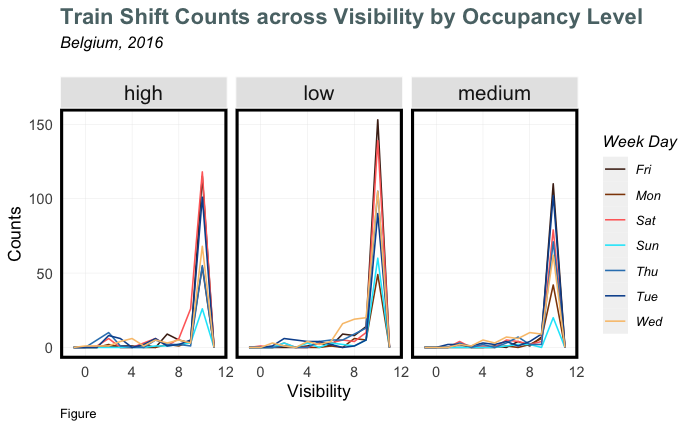 Train Shift Counts across Visibility by Occupancy Level
Belgium, 2016
high
low
medium
150
100
50
0
Counts
0 4 8 12
0 4 8 12
0 4 8 12
Visibility
Week Day
Fri
Mon
Sat
Sun
Thu
Tue
Wed
Figure